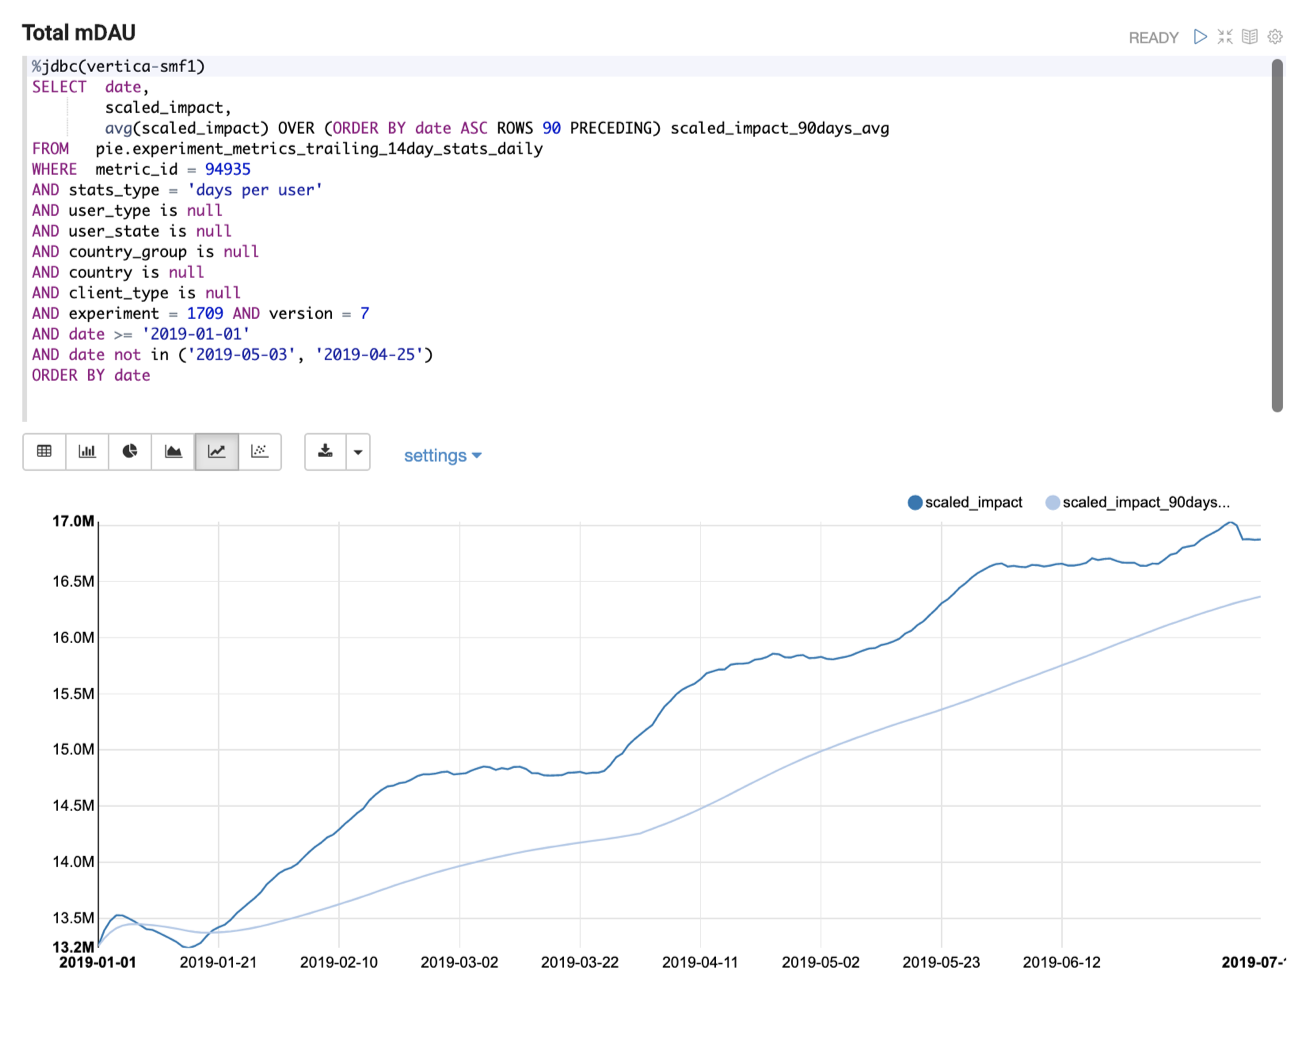 Total mDAU
READY
%jdbc(vertica-smf1)
SELECT date,
scaled_impact,
avg(scaled_impact) OVER (ORDER BY date ASC ROWS 90 PRECEDING) scaled_impact_90days_avg
FROM pie.experiment_metrics_trailing_14day_stats_daily
WHERE metric_id = 94935
AND stats_type = 'days per user'
AND user_type is null
AND user_state is null
AND country_group is null
AND country is null
AND client_type is null
AND experiment = 1709 AND version = 7
AND date >= '2019-01-01'
AND date not in ('2019-05-03', '2019-04-25')
ORDER BY date
settings
scaled_impact scaled_impact_90days...
17.0M
16.5M
16.0M
15.5M
15.0M
14.5M
14.0M
13.5M
13.2M
2019-01-01 2019-01-21 2019-02-10 2019-03-02 2019-03-22 2019-04-11 2019-05-02 2019-05-23 2019-06-12 2019-07-